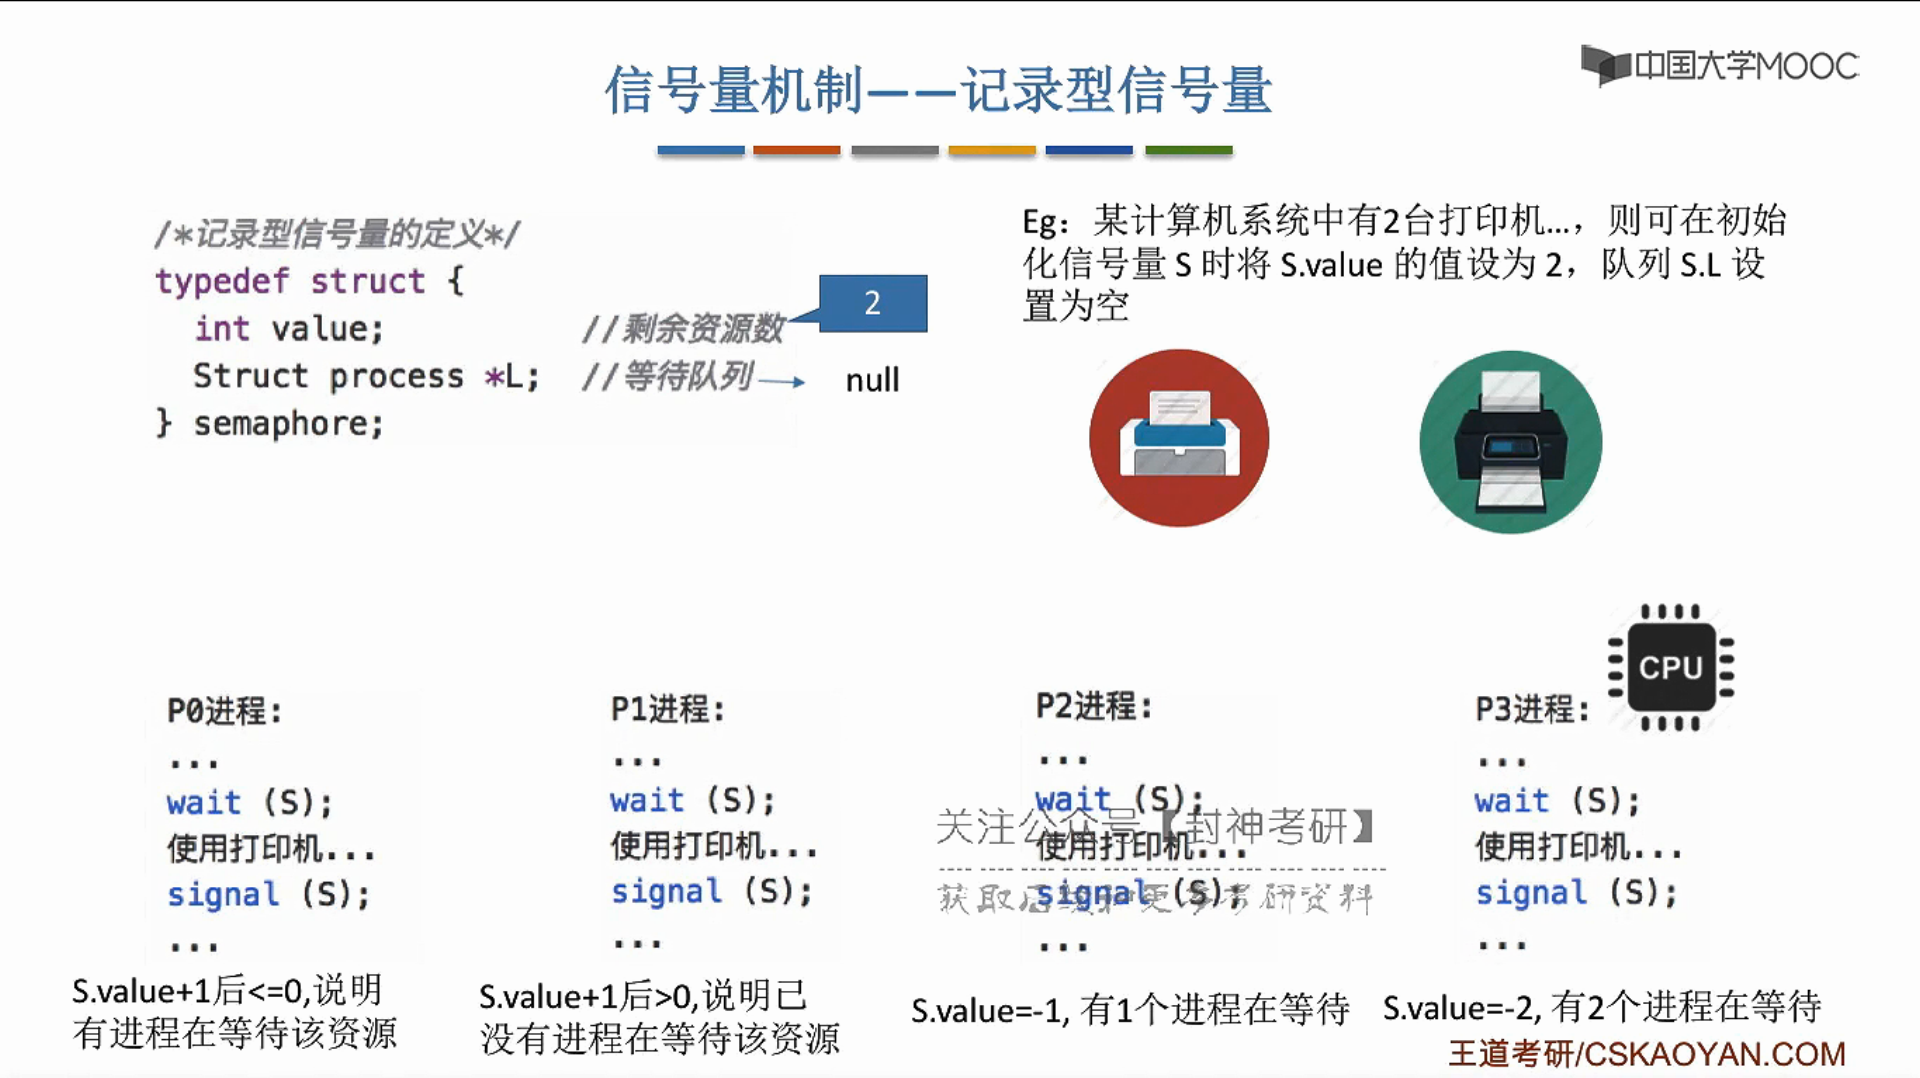 中国大学MOOC
信号量机制——记录型信号量
/*记录型信号量的定义*/
typedef struct {
int value; //剩余资源数
Struct process *L; //等待队列
} semaphore;
2
null
Eg：某计算机系统中有2台打印机...，则可在初始
化信号量 S 时将 S.value 的值设为 2，队列 S.L 设
置为空
CPU
P0进程:
...
wait (S);
使用打印机...
signal (S);
...
S.value+1后<=0,说明
有进程在等待该资源
P1进程:
...
wait (S);
使用打印机...
signal (S);
...
S.value+1后>0,说明已
没有进程在等待该资源
P2进程:
...
wait (S);
使用打印机...
signal (S);
...
S.value=-1, 有1个进程在等待
P3进程:
...
wait (S);
使用打印机...
signal (S);
...
S.value=-2, 有2个进程在等待
关注公众号【封神考研】
获取后续和更多考研资料
王道考研/CSKAOYAN.COM